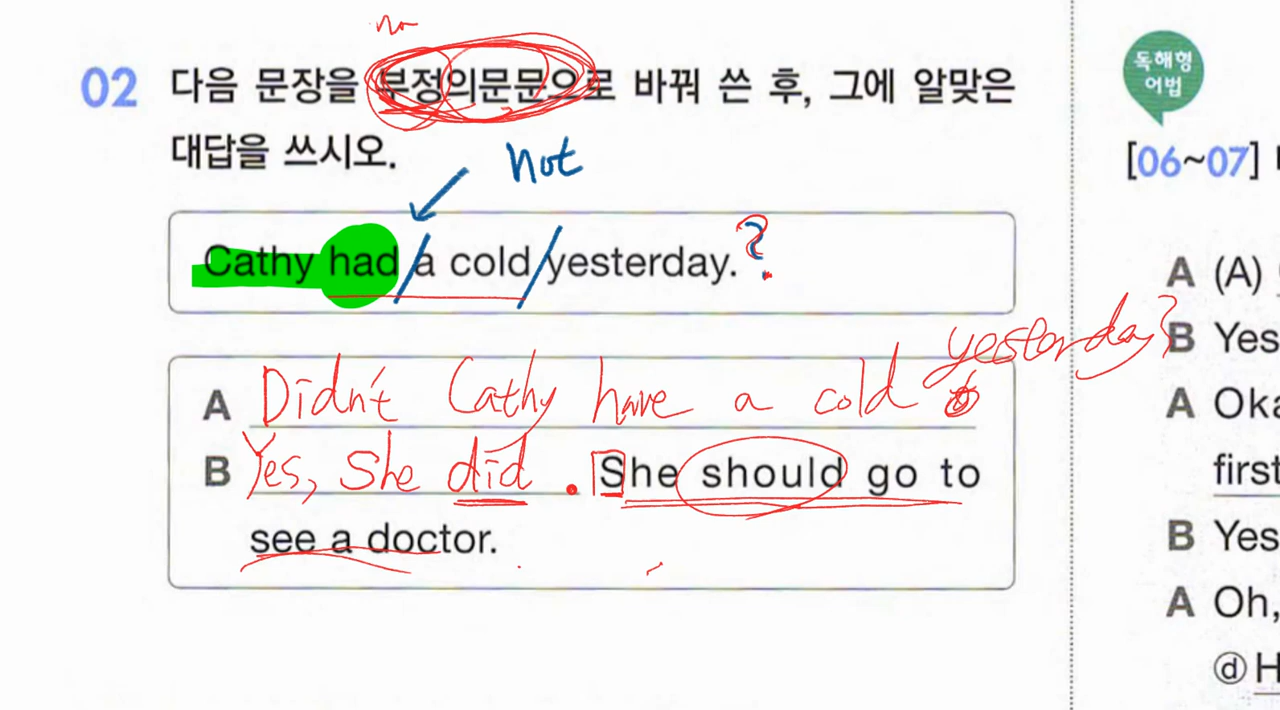 no
02 다음 문장을 부정의문문으로 바꿔 쓴 후, 그에 알맞은
대답을 쓰시오.
not
Cathy had / a cold / yesterday. ?
A Didn't Cathy have a cold yesterday?
B Yes, She did. She should go to
see a doctor.
독해형
어법
[06~07]
A (A)
B Yes
A Oka
first
B Yes
A Oh,
ⓓ H